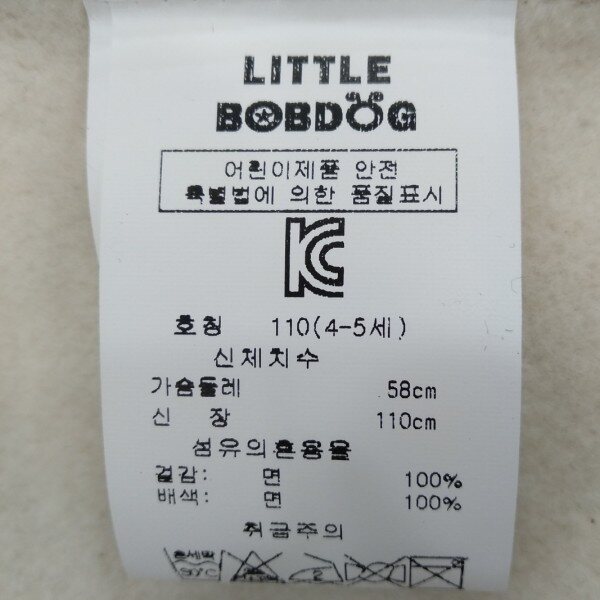 LITTLE
BOBDOG
어린이제품 안전
특별법에 의한 품질표시
KC
호칭 110(4-5세)
신체치수
가슴둘레 58cm
신 장 110cm
섬유의혼용율
겉감: 면 100%
배색: 면 100%
취급주의